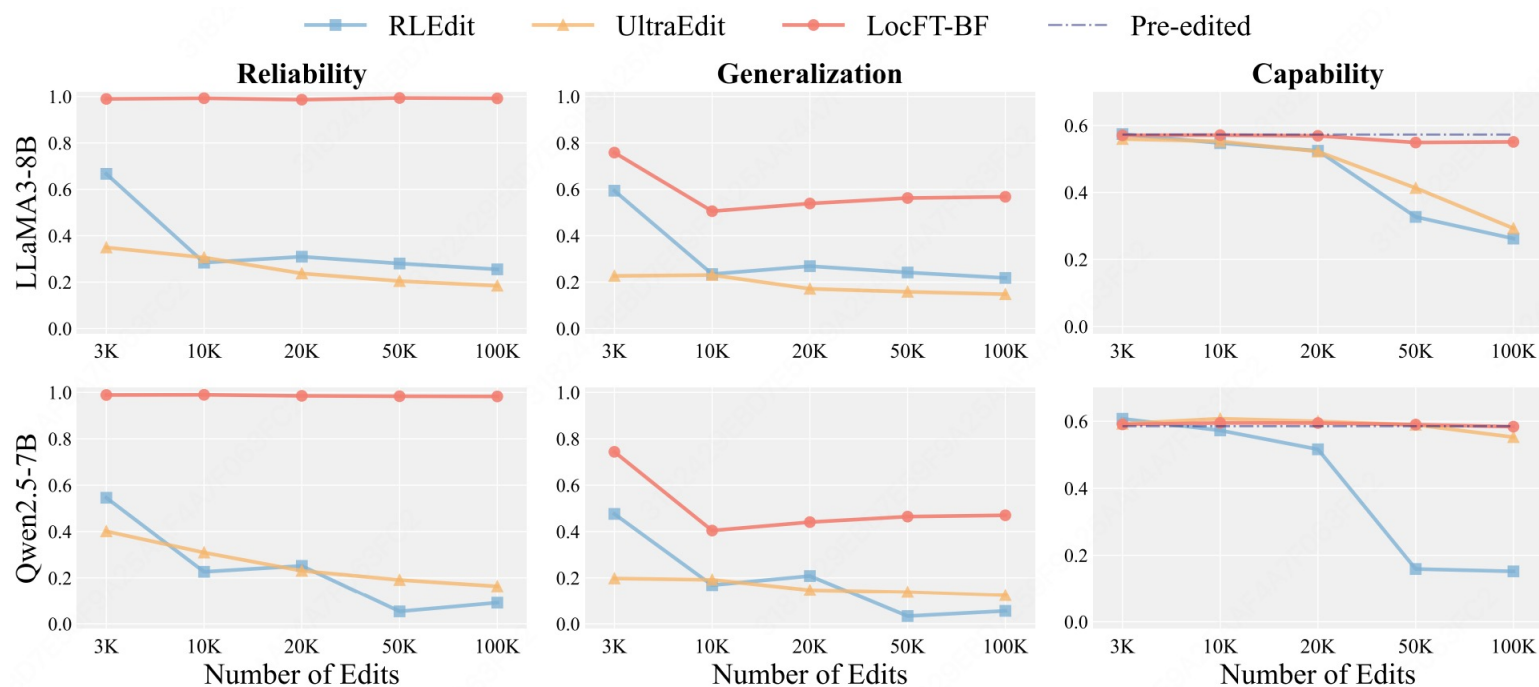 RLEdit UltraEdit LocFT-BF Pre-edited
Reliability Generalization Capability
LLaMA3-8B
1.0
0.8
0.6
0.4
0.2
0.0
3K 10K 20K 50K 100K
1.0
0.8
0.6
0.4
0.2
0.0
3K 10K 20K 50K 100K
0.6
0.4
0.2
0.0
3K 10K 20K 50K 100K
Qwen2.5-7B
1.0
0.8
0.6
0.4
0.2
0.0
3K 10K 20K 50K 100K
Number of Edits
1.0
0.8
0.6
0.4
0.2
0.0
3K 10K 20K 50K 100K
Number of Edits
0.6
0.4
0.2
0.0
3K 10K 20K 50K 100K
Number of Edits